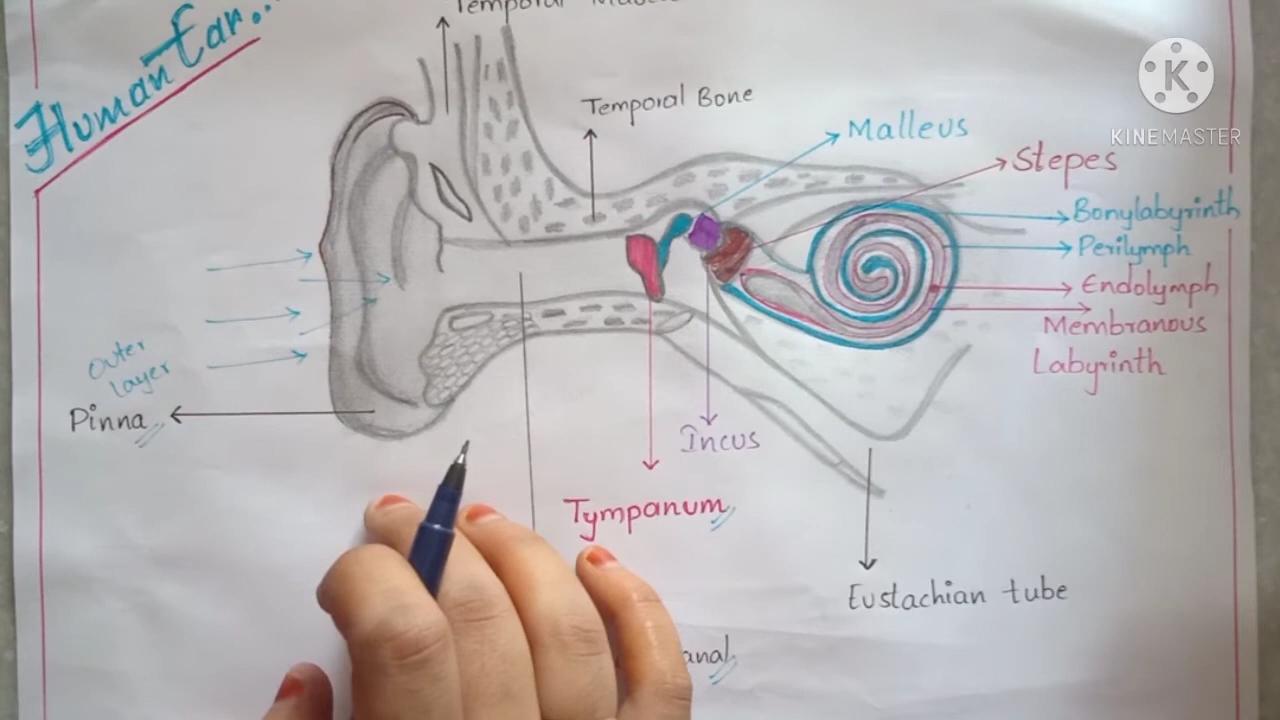 Human Ear...
Temporal
Temporal Bone
Malleus
Stepes
Bonylabyrinth
Perilymph
Endolymph
Membranous
Labyrinth
outer
layer
Pinna
Incus
Tympanum
Eustachian tube
K
KINEMASTER